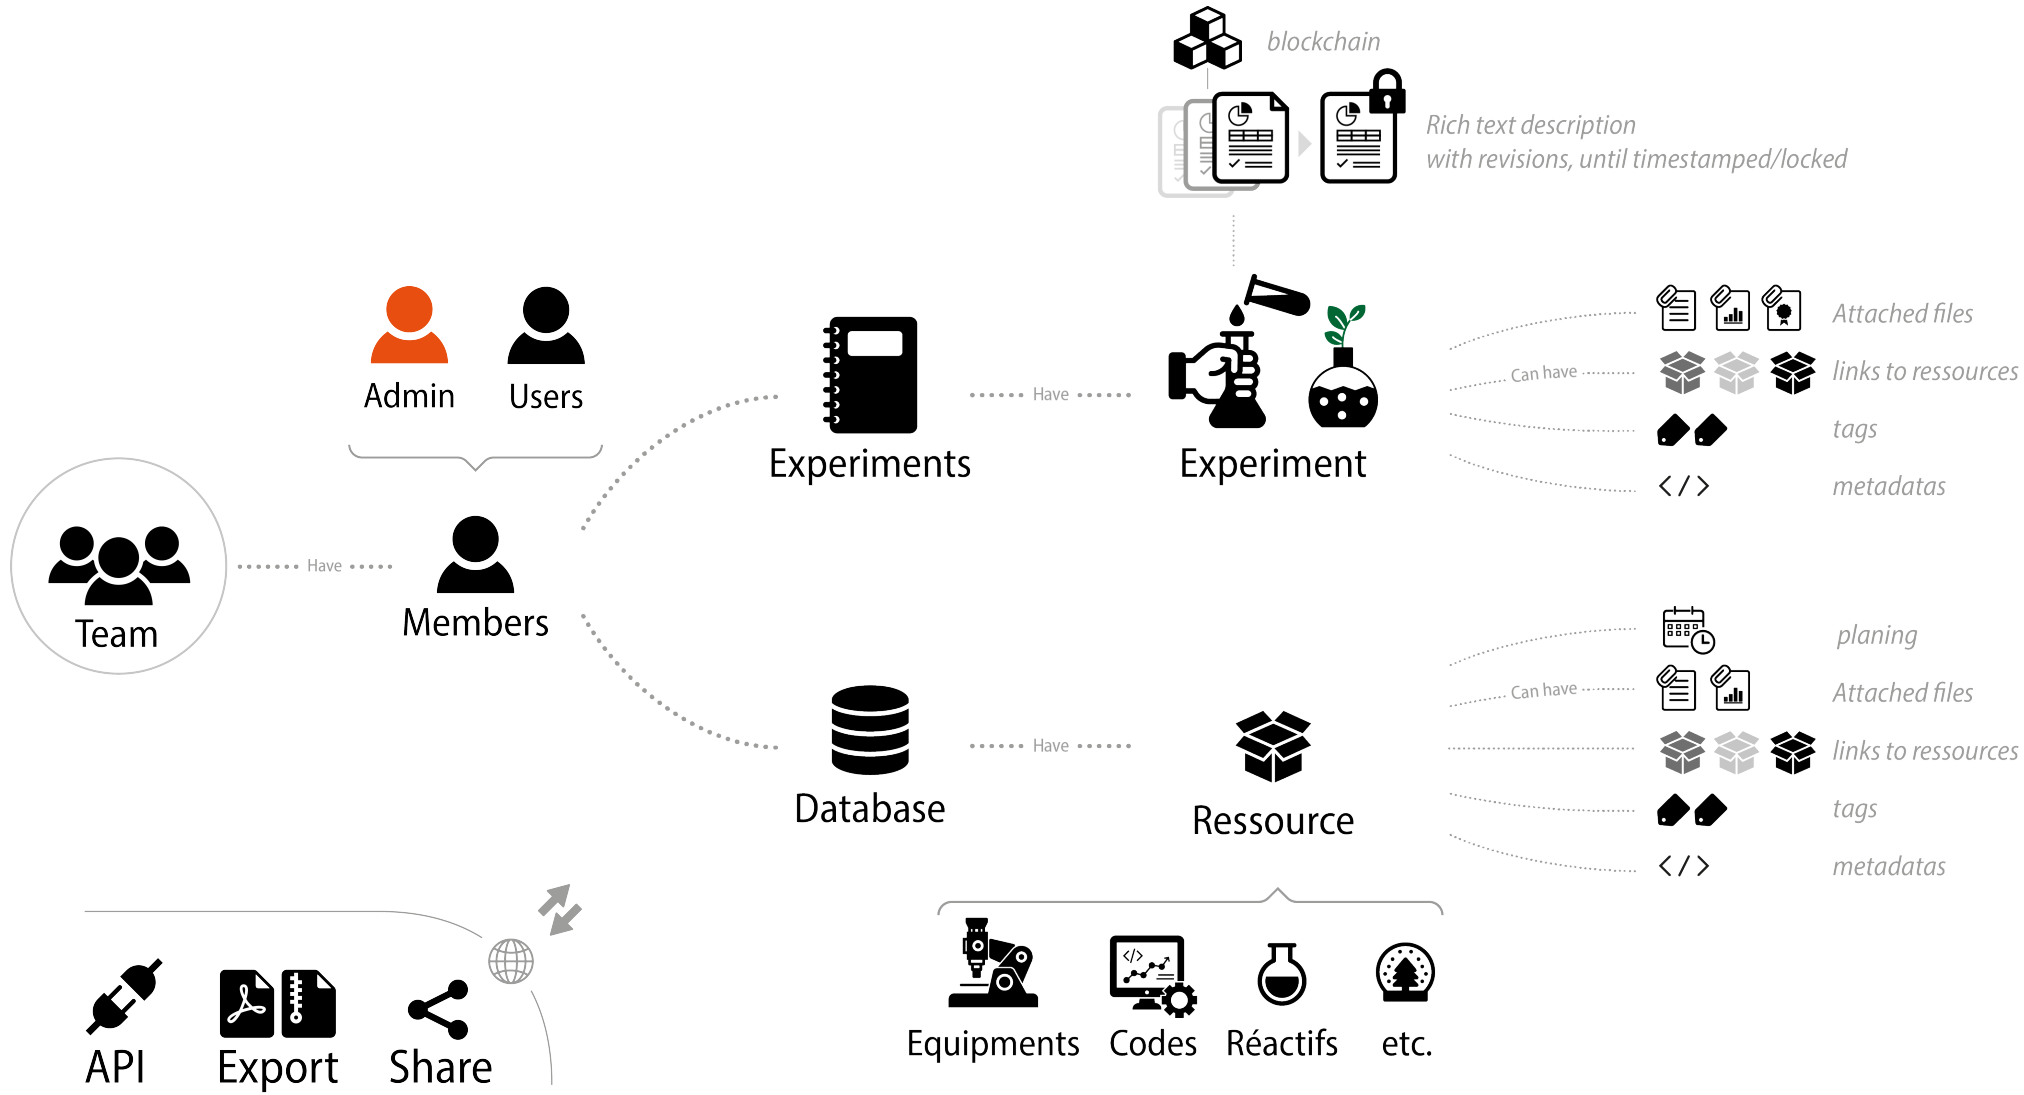 blockchain
Rich text description
with revisions, until timestamped/locked
Admin
Users
Experiments
Have
Experiment
Can have
Attached files
links to ressources
tags
metadatas
Team
Have
Members
Database
Have
Ressource
Can have
planing
Attached files
links to ressources
tags
</>
metadatas
</>
</>
Equipments
Codes
Réactifs
etc.
API
Export
Share